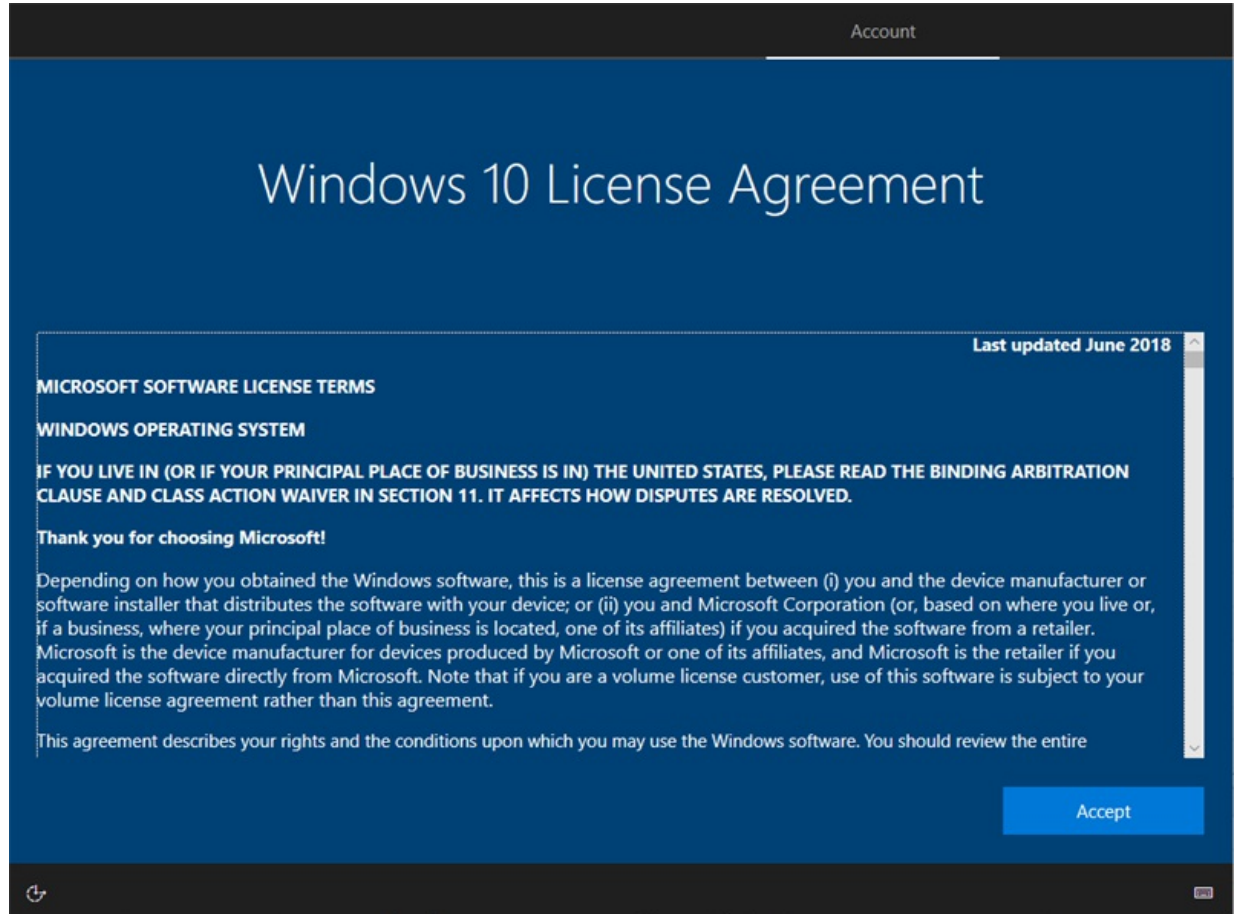 Account
Windows 10 License Agreement
Last updated June 2018
MICROSOFT SOFTWARE LICENSE TERMS
WINDOWS OPERATING SYSTEM
IF YOU LIVE IN (OR IF YOUR PRINCIPAL PLACE OF BUSINESS IS IN) THE UNITED STATES, PLEASE READ THE BINDING ARBITRATION
CLAUSE AND CLASS ACTION WAIVER IN SECTION 11. IT AFFECTS HOW DISPUTES ARE RESOLVED.
Thank you for choosing Microsoft!
Depending on how you obtained the Windows software, this is a license agreement between (i) you and the device manufacturer or
software installer that distributes the software with your device; or (ii) you and Microsoft Corporation (or, based on where you live or,
if a business, where your principal place of business is located, one of its affiliates) if you acquired the software from a retailer.
Microsoft is the device manufacturer for devices produced by Microsoft or one of its affiliates, and Microsoft is the retailer if you
acquired the software directly from Microsoft. Note that if you are a volume license customer, use of this software is subject to your
volume license agreement rather than this agreement.
This agreement describes your rights and the conditions upon which you may use the Windows software. You should review the entire
Accept